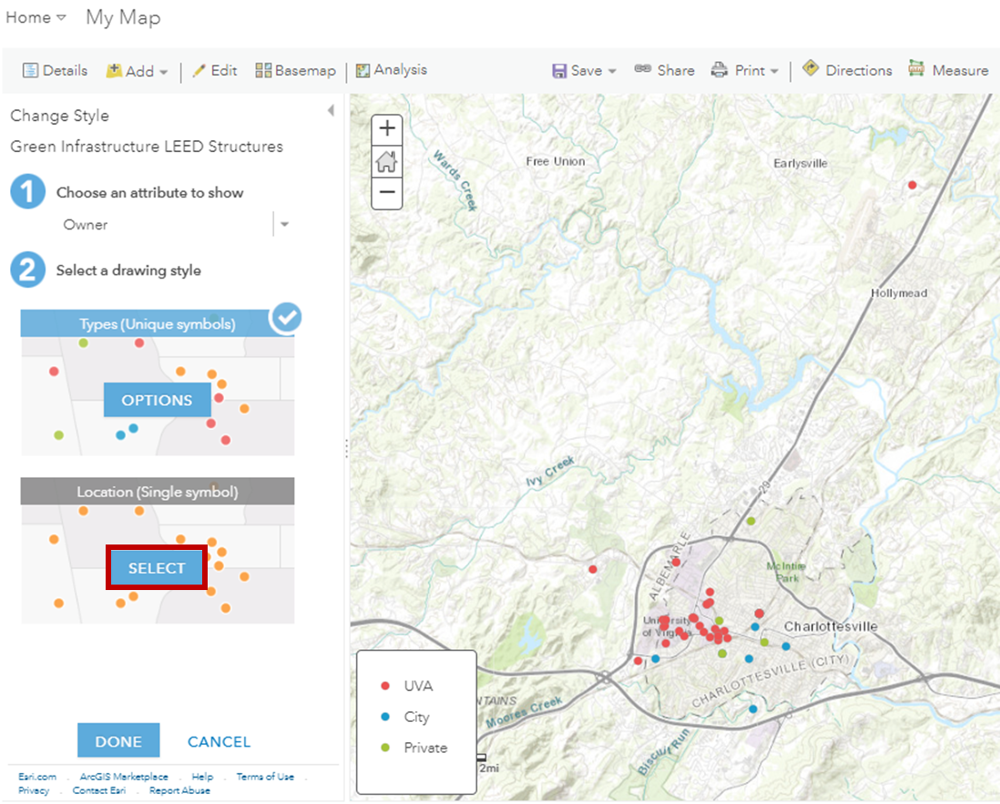 Home My Map
Details Add Edit Basemap Analysis Save Share Print Directions Measure
Change Style
Green Infrastructure LEED Structures
1 Choose an attribute to show
Owner
2 Select a drawing style
Types (Unique symbols)
OPTIONS
Location (Single symbol)
SELECT
DONE CANCEL
Esri.com . ArcGIS Marketplace . Help . Terms of Use .
Privacy . Contact Esri . Report Abuse
+
−
Wards Creek
Free Union
Earlysville
Hollymead
Ivy Creek
29
ALBEMARLE
McIntire
Park
University
of Virginia
Charlottesville
CHARLOTTESVILLE (CITY)
UVA
City
Private
NTAINS
Moores Creek
Biscuit Run
2mi